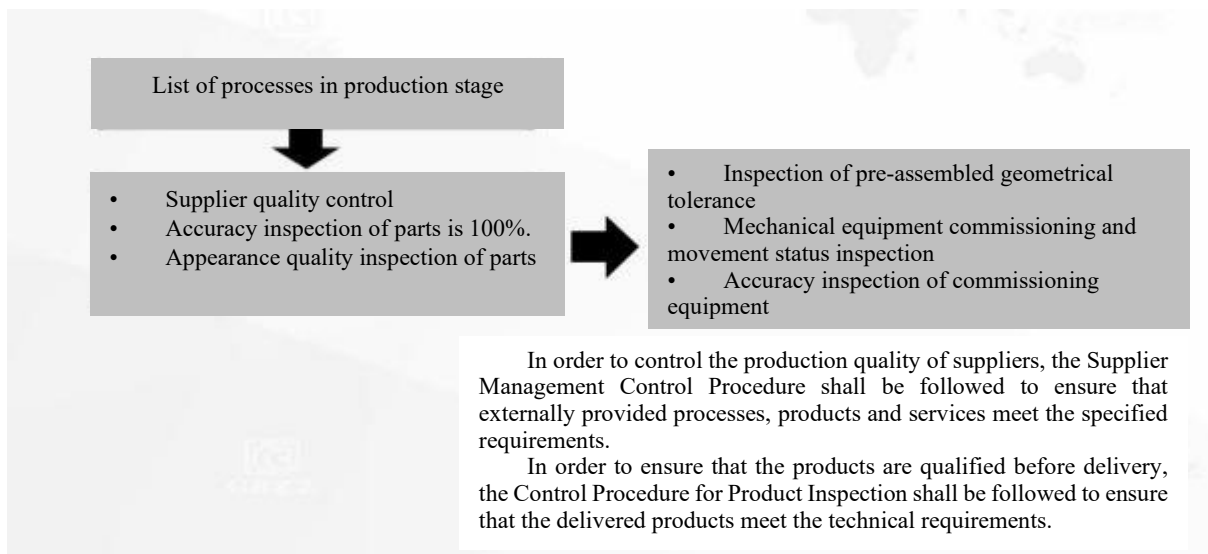 List of processes in production stage
• Supplier quality control
• Accuracy inspection of parts is 100%.
• Appearance quality inspection of parts
• Inspection of pre-assembled geometrical
tolerance
• Mechanical equipment commissioning and
movement status inspection
• Accuracy inspection of commissioning
equipment
In order to control the production quality of suppliers, the Supplier
Management Control Procedure shall be followed to ensure that
externally provided processes, products and services meet the specified
requirements.
In order to ensure that the products are qualified before delivery,
the Control Procedure for Product Inspection shall be followed to ensure
that the delivered products meet the technical requirements.